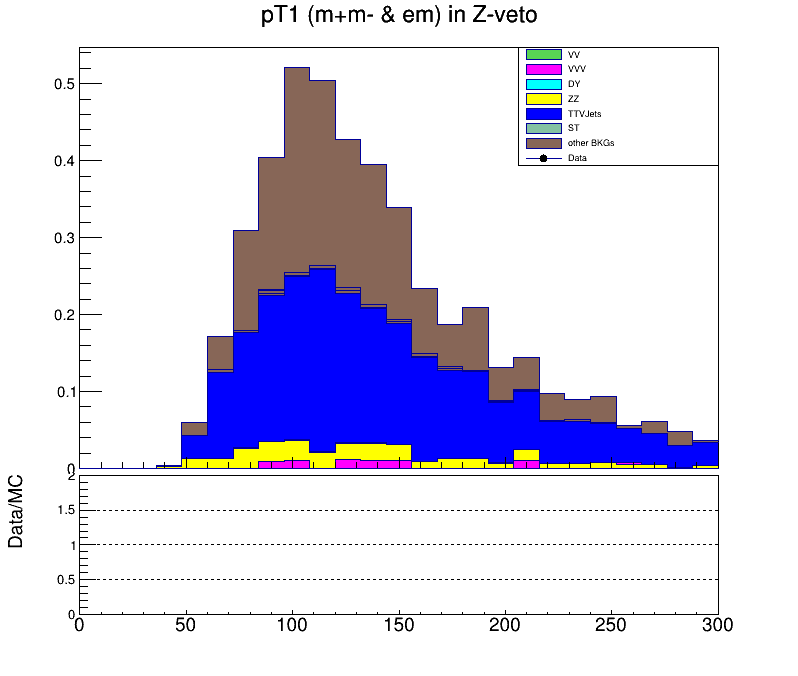 pT1 (m+m- & em) in Z-veto
VV
VVV
DY
ZZ
TTVJets
ST
other BKGs
Data
0.5
0.4
0.3
0.2
0.1
0
Data/MC
2
1.5
1
0.5
0
0 50 100 150 200 250 300